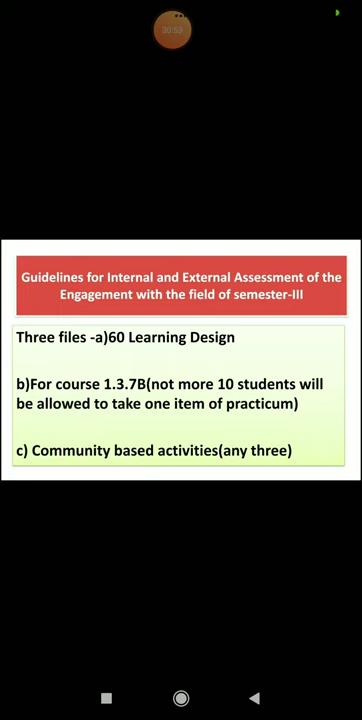 30:53
Guidelines for Internal and External Assessment of the
Engagement with the field of semester-III
Three files -a)60 Learning Design
b)For course 1.3.7B(not more 10 students will
be allowed to take one item of practicum)
c) Community based activities(any three)